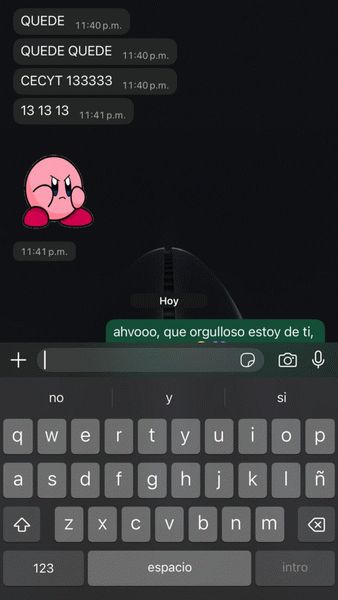 QUEDE
11:40 p.m.
QUEDE QUEDE
11:40 p.m.
CECYT 133333
11:40 p.m.
13 13 13
11:41 p.m.
11:41 p.m.
Hoy
ahvooo, que orgulloso estoy de ti,
no y si
q w e r t y u i o p
a s d f g h j k l ñ
z x c v b n m
123 espacio intro